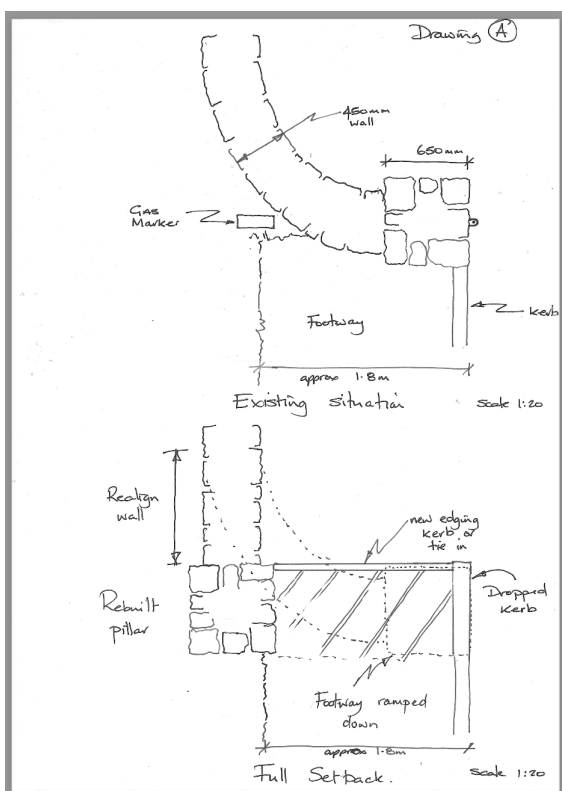 Drawing A
450mm
wall
650mm
Gas
Marker
Footway
kerb
approx 1.8m
Existing situation
Scale 1:20
Realign
wall
new edging
kerb or
tie in
Rebuilt
pillar
Dropped
kerb
Footway ramped
down
approx 1.8m
Full Setback.
Scale 1:20